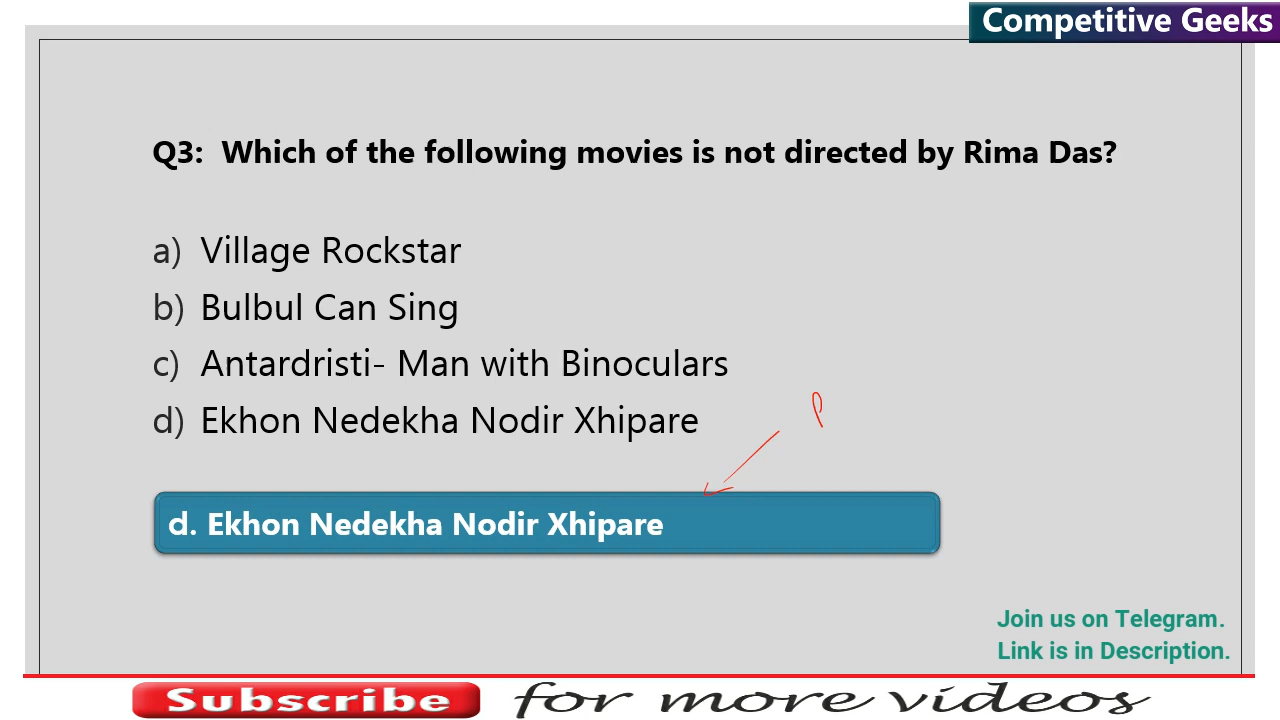 Competitive Geeks
Q3: Which of the following movies is not directed by Rima Das?
a) Village Rockstar
b) Bulbul Can Sing
c) Antardristi- Man with Binoculars
d) Ekhon Nedekha Nodir Xhipare
d. Ekhon Nedekha Nodir Xhipare
Join us on Telegram.
Link is in Description.
Subscribe for more videos